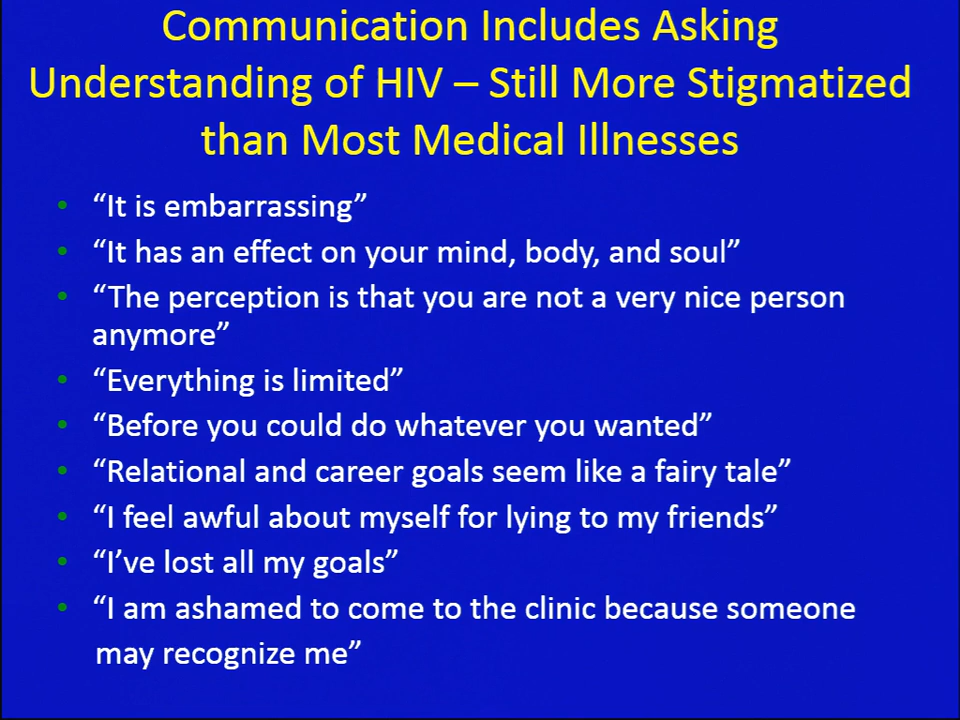 Communication Includes Asking
Understanding of HIV – Still More Stigmatized
than Most Medical Illnesses
• “It is embarrassing”
• “It has an effect on your mind, body, and soul”
• “The perception is that you are not a very nice person
anymore”
• “Everything is limited”
• “Before you could do whatever you wanted”
• “Relational and career goals seem like a fairy tale”
• “I feel awful about myself for lying to my friends”
• “I’ve lost all my goals”
• “I am ashamed to come to the clinic because someone
may recognize me”